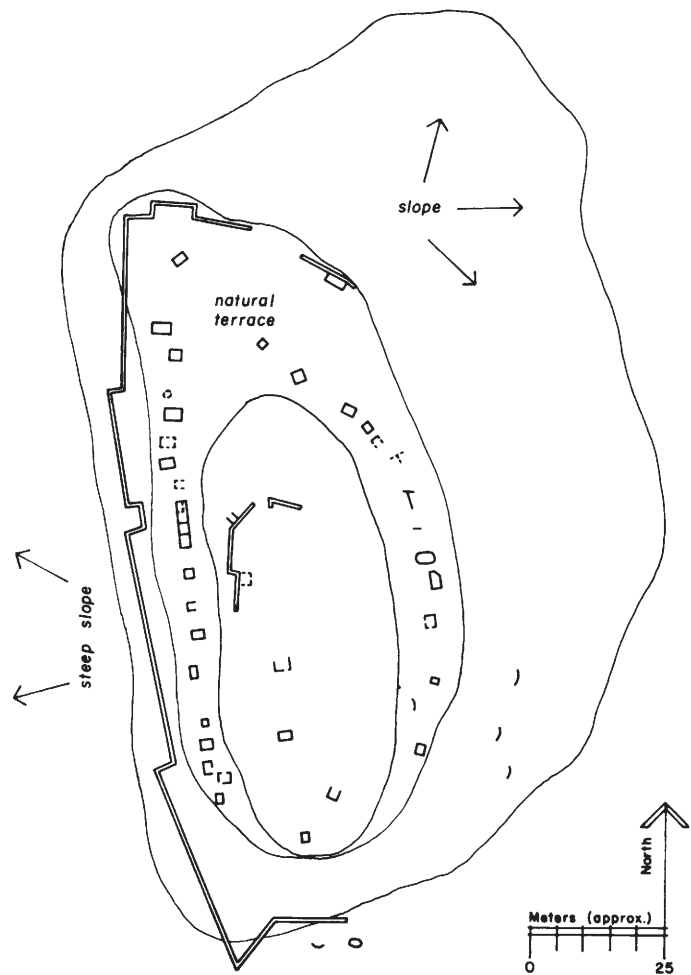 slope
natural
terrace
steep slope
North
Meters (approx.)
0 25